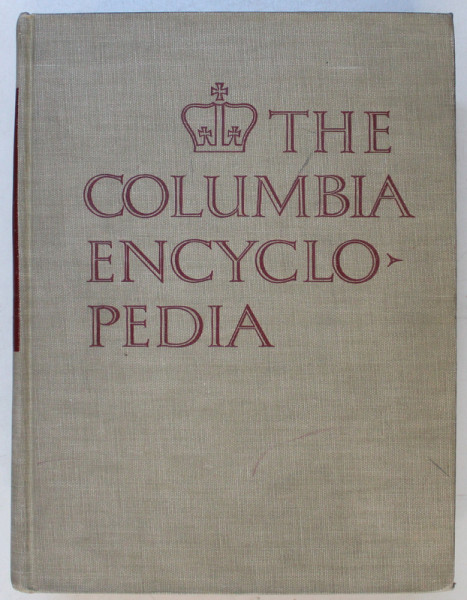 THE
COLUMBIA
ENCYCLO-
PEDIA